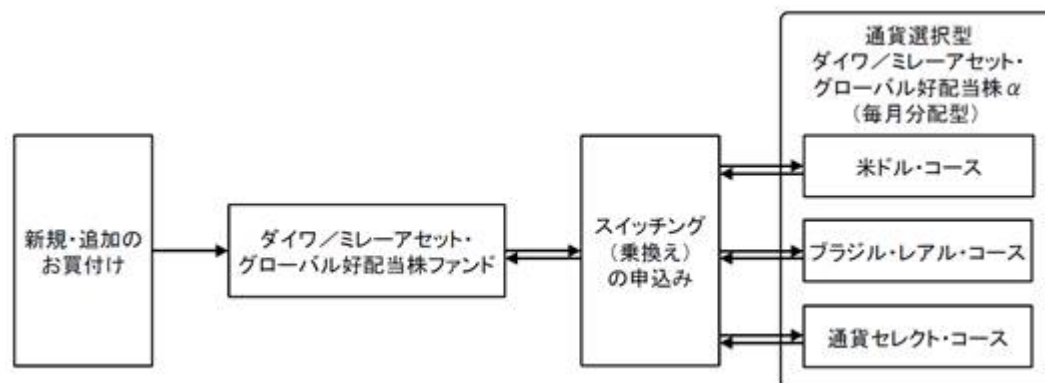 新規・追加の
お買付け
ダイワ／ミレーアセット・
グローバル好配当株ファンド
スイッチング
（乗換え）
の申込み
通貨選択型
ダイワ／ミレーアセット・
グローバル好配当株α
（毎月分配型）
米ドル・コース
ブラジル・レアル・コース
通貨セレクト・コース